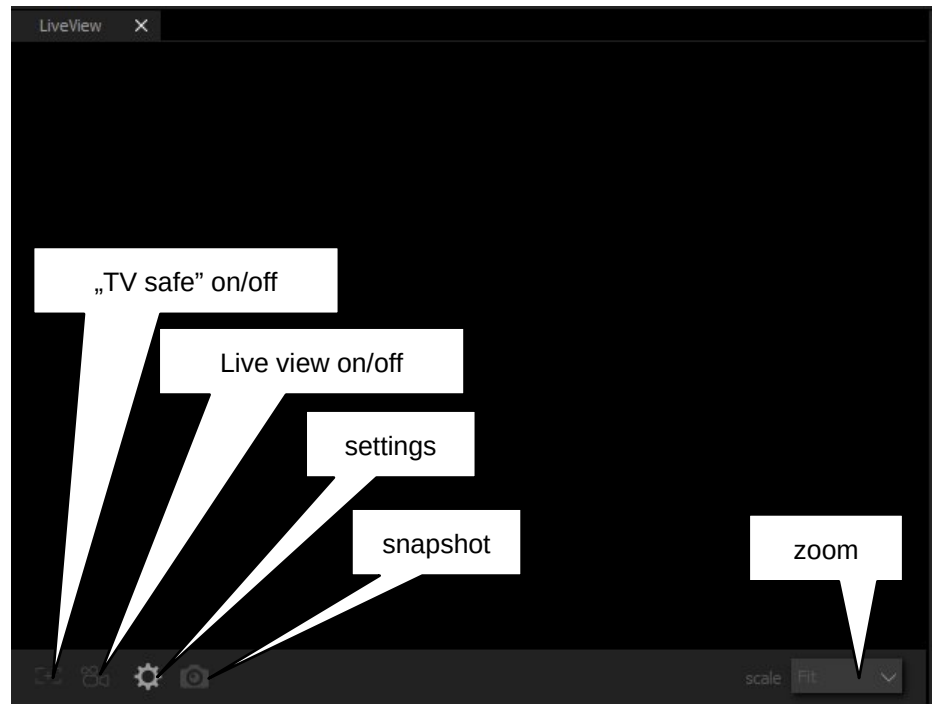 LiveView
„TV safe” on/off
Live view on/off
settings
snapshot
zoom
scale Fit